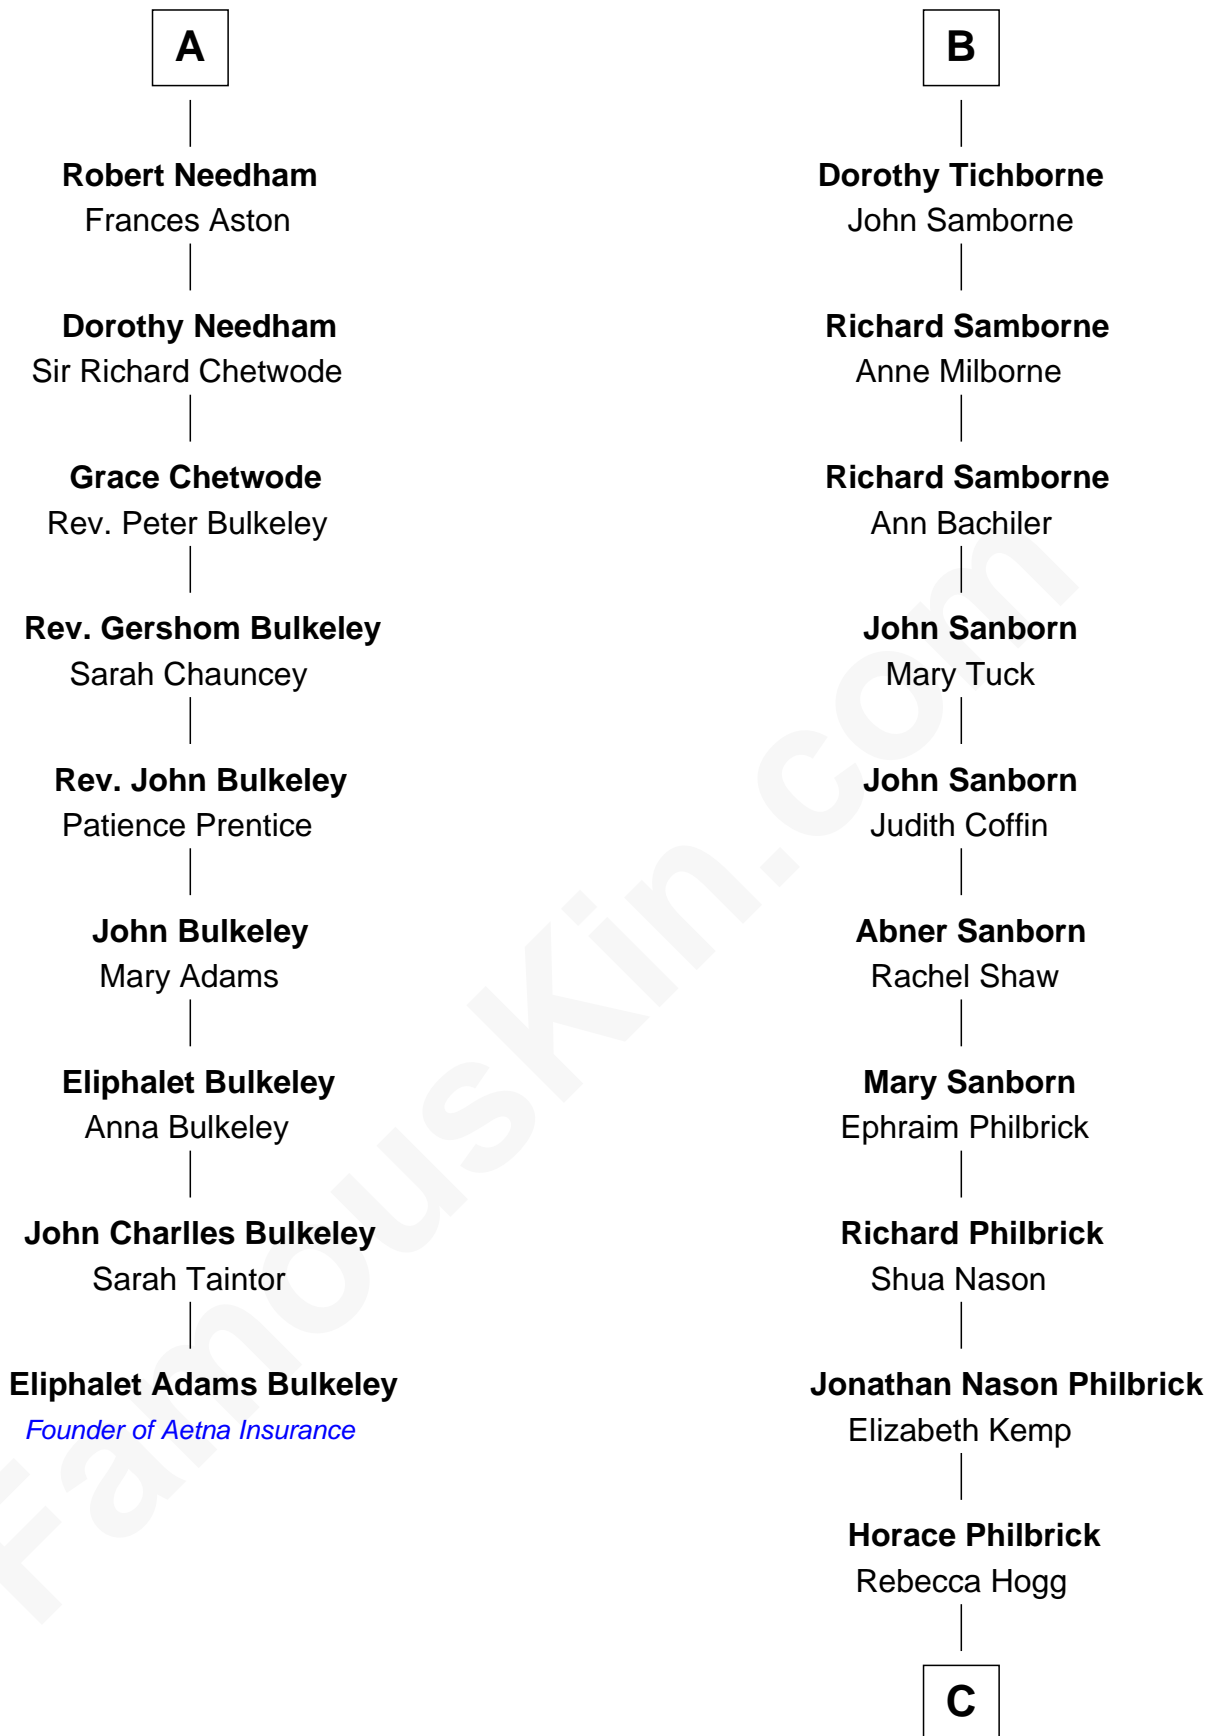 A
Robert Needham
Frances Aston
Dorothy Needham
Sir Richard Chetwode
Grace Chetwode
Rev. Peter Bulkeley
Rev. Gershom Bulkeley
Sarah Chauncey
Rev. John Bulkeley
Patience Prentice
John Bulkeley
Mary Adams
Eliphalet Bulkeley
Anna Bulkeley
John Charlles Bulkeley
Sarah Taintor
Eliphalet Adams Bulkeley
Founder of Aetna Insurance
B
Dorothy Tichborne
John Samborne
Richard Samborne
Anne Milborne
Richard Samborne
Ann Bachiler
John Sanborn
Mary Tuck
John Sanborn
Judith Coffin
Abner Sanborn
Rachel Shaw
Mary Sanborn
Ephraim Philbrick
Richard Philbrick
Shua Nason
Jonathan Nason Philbrick
Elizabeth Kemp
Horace Philbrick
Rebecca Hogg
C
FamousKin.com